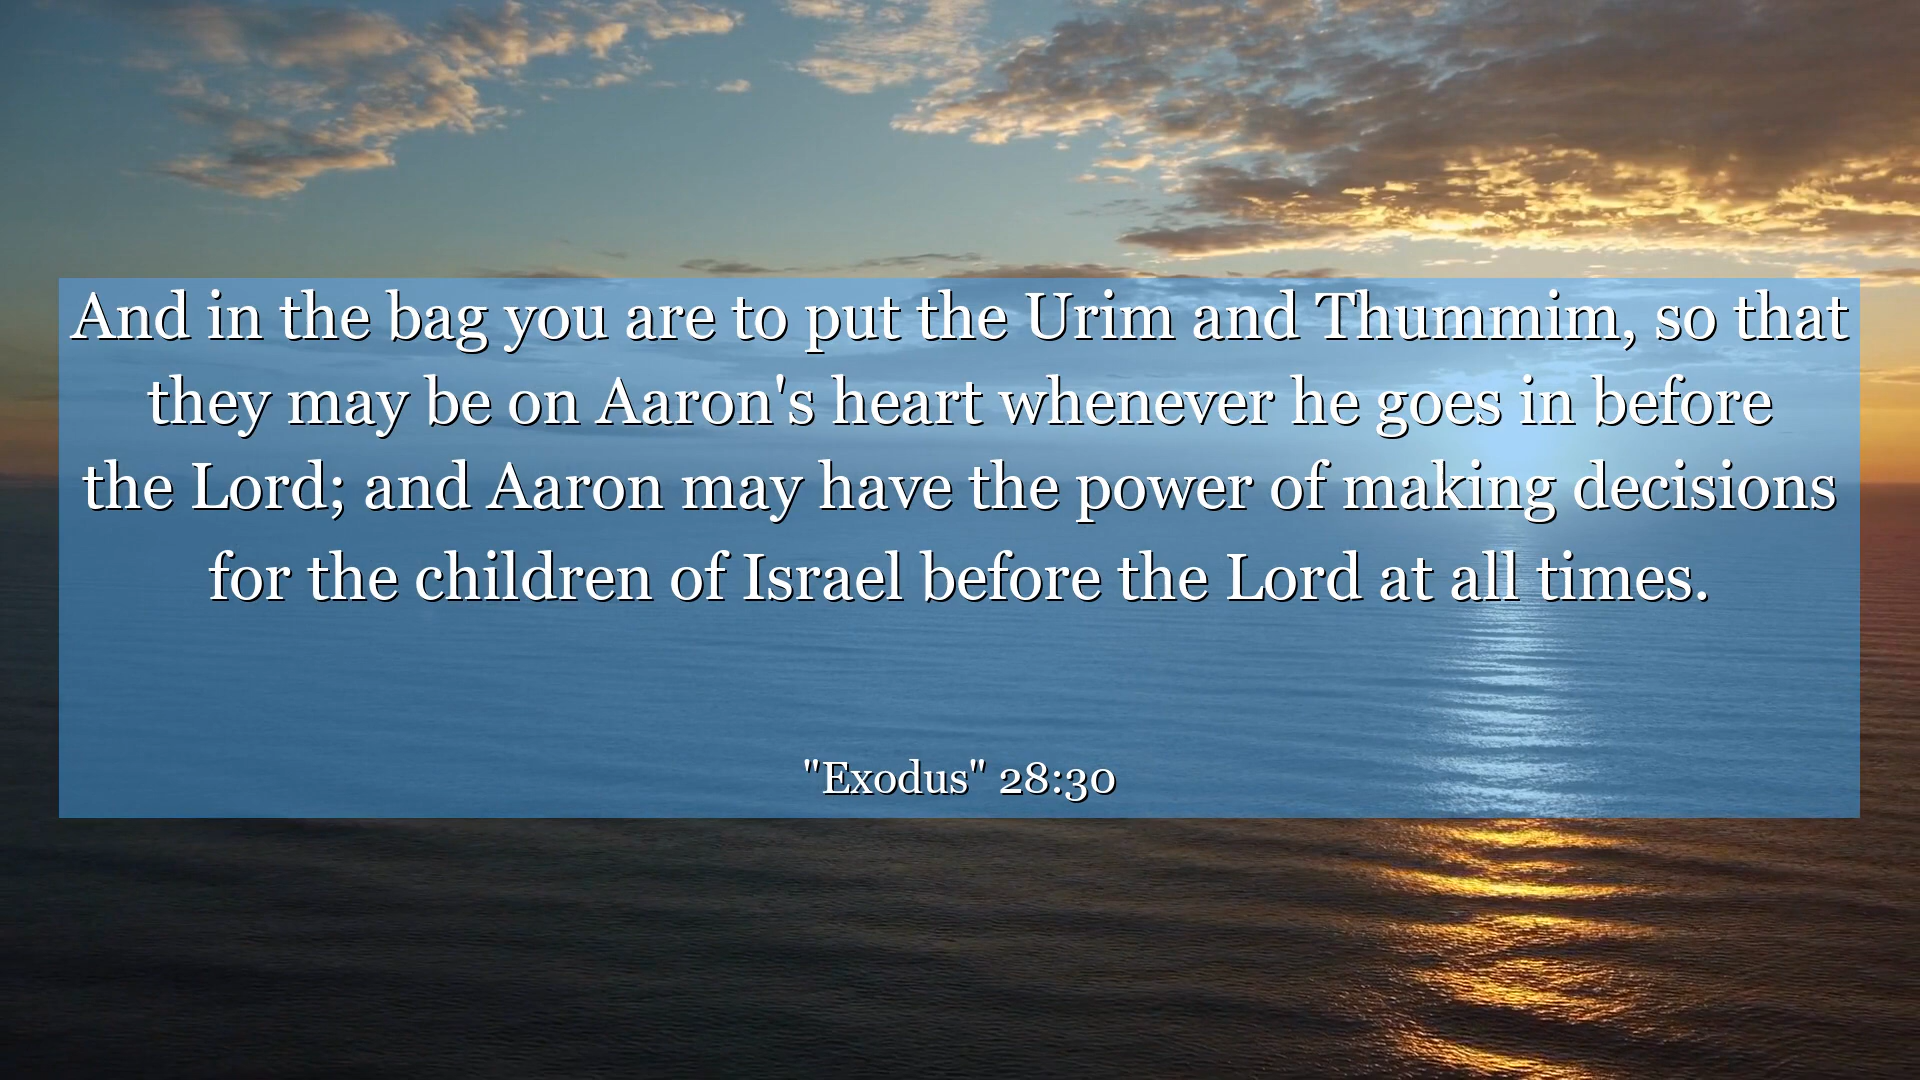 And in the bag you are to put the Urim and Thummim, so that
they may be on Aaron's heart whenever he goes in before
the Lord; and Aaron may have the power of making decisions
for the children of Israel before the Lord at all times.
"Exodus" 28:30